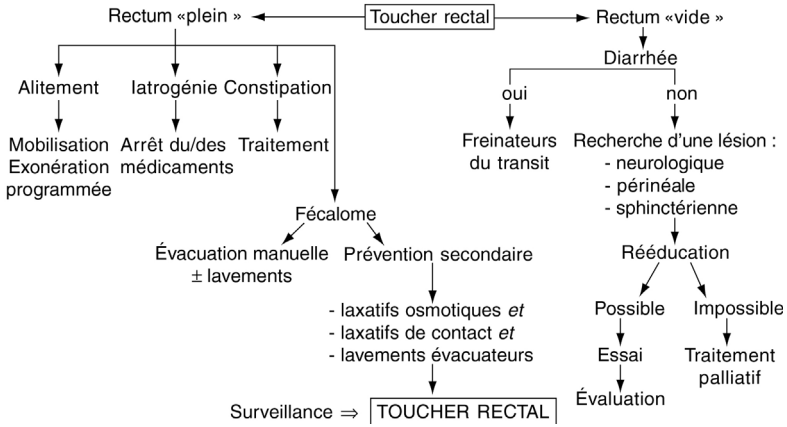 Rectum «plein »
Toucher rectal
Rectum «vide »
Diarrhée
Alitement
Iatrogénie
Constipation
oui
non
Mobilisation
Exonération
programmée
Arrêt du/des
médicaments
Traitement
Freinateurs
du transit
Recherche d'une lésion :
- neurologique
- périnéale
- sphinctérienne
Fécalome
Évacuation manuelle
± lavements
Prévention secondaire
Rééducation
- laxatifs osmotiques et
- laxatifs de contact et
- lavements évacuateurs
Possible
Impossible
Essai
Traitement
palliatif
Évaluation
Surveillance ⇒ TOUCHER RECTAL